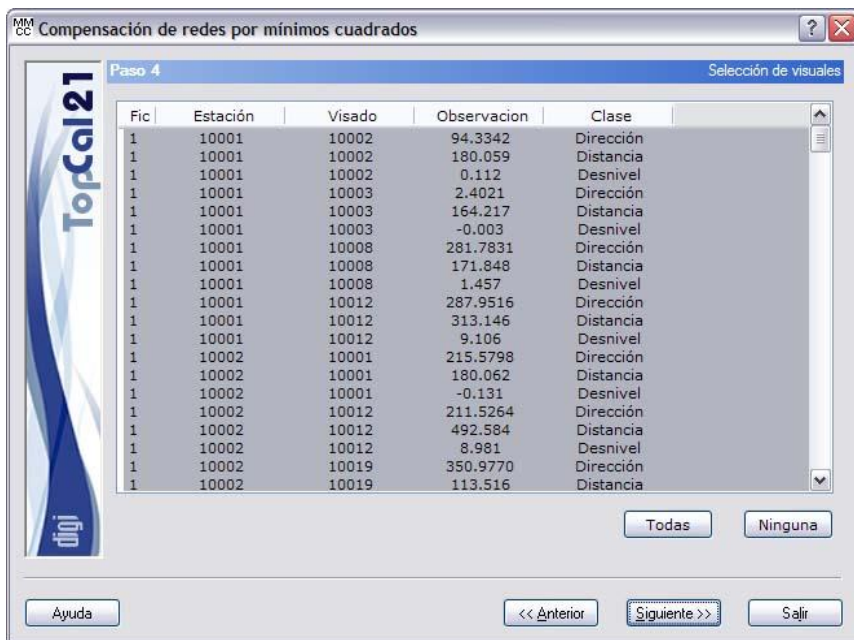 MM
CC Compensación de redes por mínimos cuadrados
TopCal 21
digi
Paso 4 Selección de visuales
Fic Estación Visado Observacion Clase
1 10001 10002 94.3342 Dirección
1 10001 10002 180.059 Distancia
1 10001 10002 0.112 Desnivel
1 10001 10003 2.4021 Dirección
1 10001 10003 164.217 Distancia
1 10001 10003 -0.003 Desnivel
1 10001 10008 281.7831 Dirección
1 10001 10008 171.848 Distancia
1 10001 10008 1.457 Desnivel
1 10001 10012 287.9516 Dirección
1 10001 10012 313.146 Distancia
1 10001 10012 9.106 Desnivel
1 10002 10001 215.5798 Dirección
1 10002 10001 180.062 Distancia
1 10002 10001 -0.131 Desnivel
1 10002 10012 211.5264 Dirección
1 10002 10012 492.584 Distancia
1 10002 10012 8.981 Desnivel
1 10002 10019 350.9770 Dirección
1 10002 10019 113.516 Distancia
Todas Ninguna
Ayuda << Anterior Siguiente >> Salir